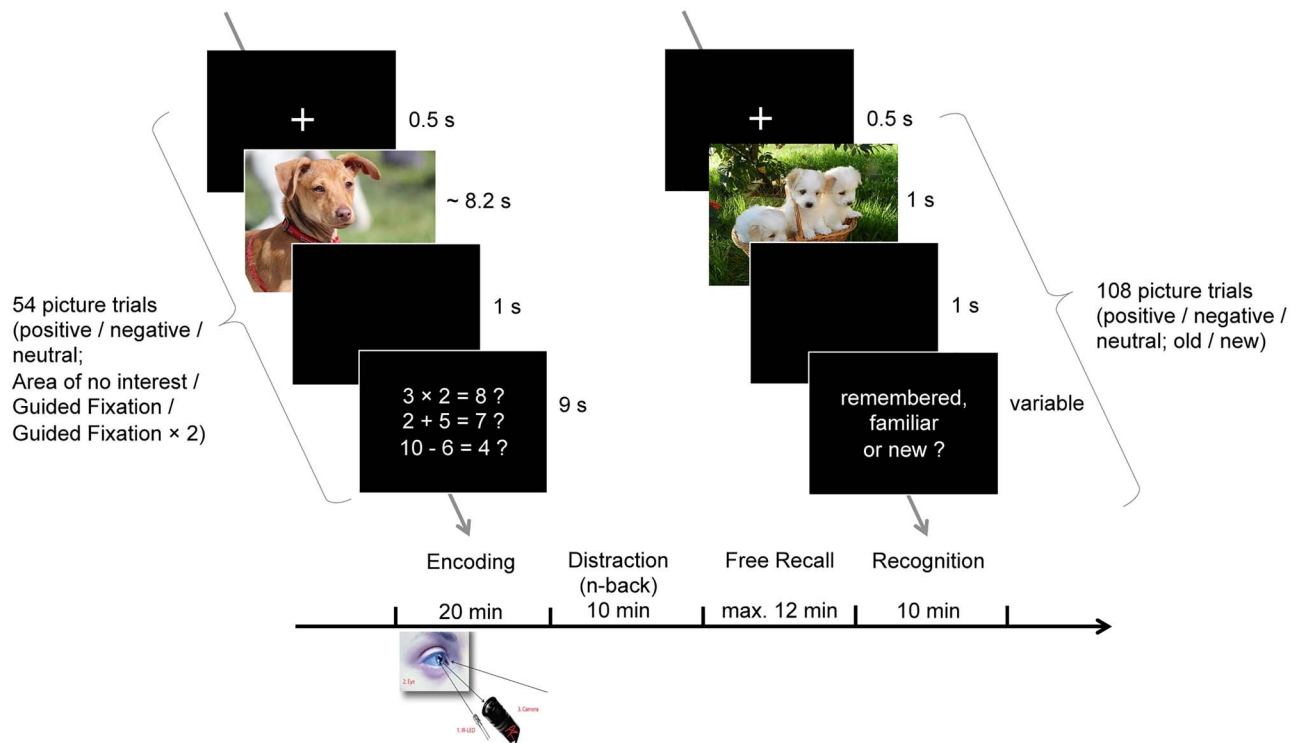 0.5 s
~ 8.2 s
1 s
3 × 2 = 8 ?
2 + 5 = 7 ?
10 - 6 = 4 ?
9 s
54 picture trials
(positive / negative /
neutral;
Area of no interest /
Guided Fixation /
Guided Fixation × 2)
0.5 s
1 s
1 s
remembered,
familiar
or new ?
variable
108 picture trials
(positive / negative /
neutral; old / new)
Encoding
Distraction
(n-back)
Free Recall
Recognition
20 min
10 min
max. 12 min
10 min
2. Eye
3. Camera
1. IR-LED